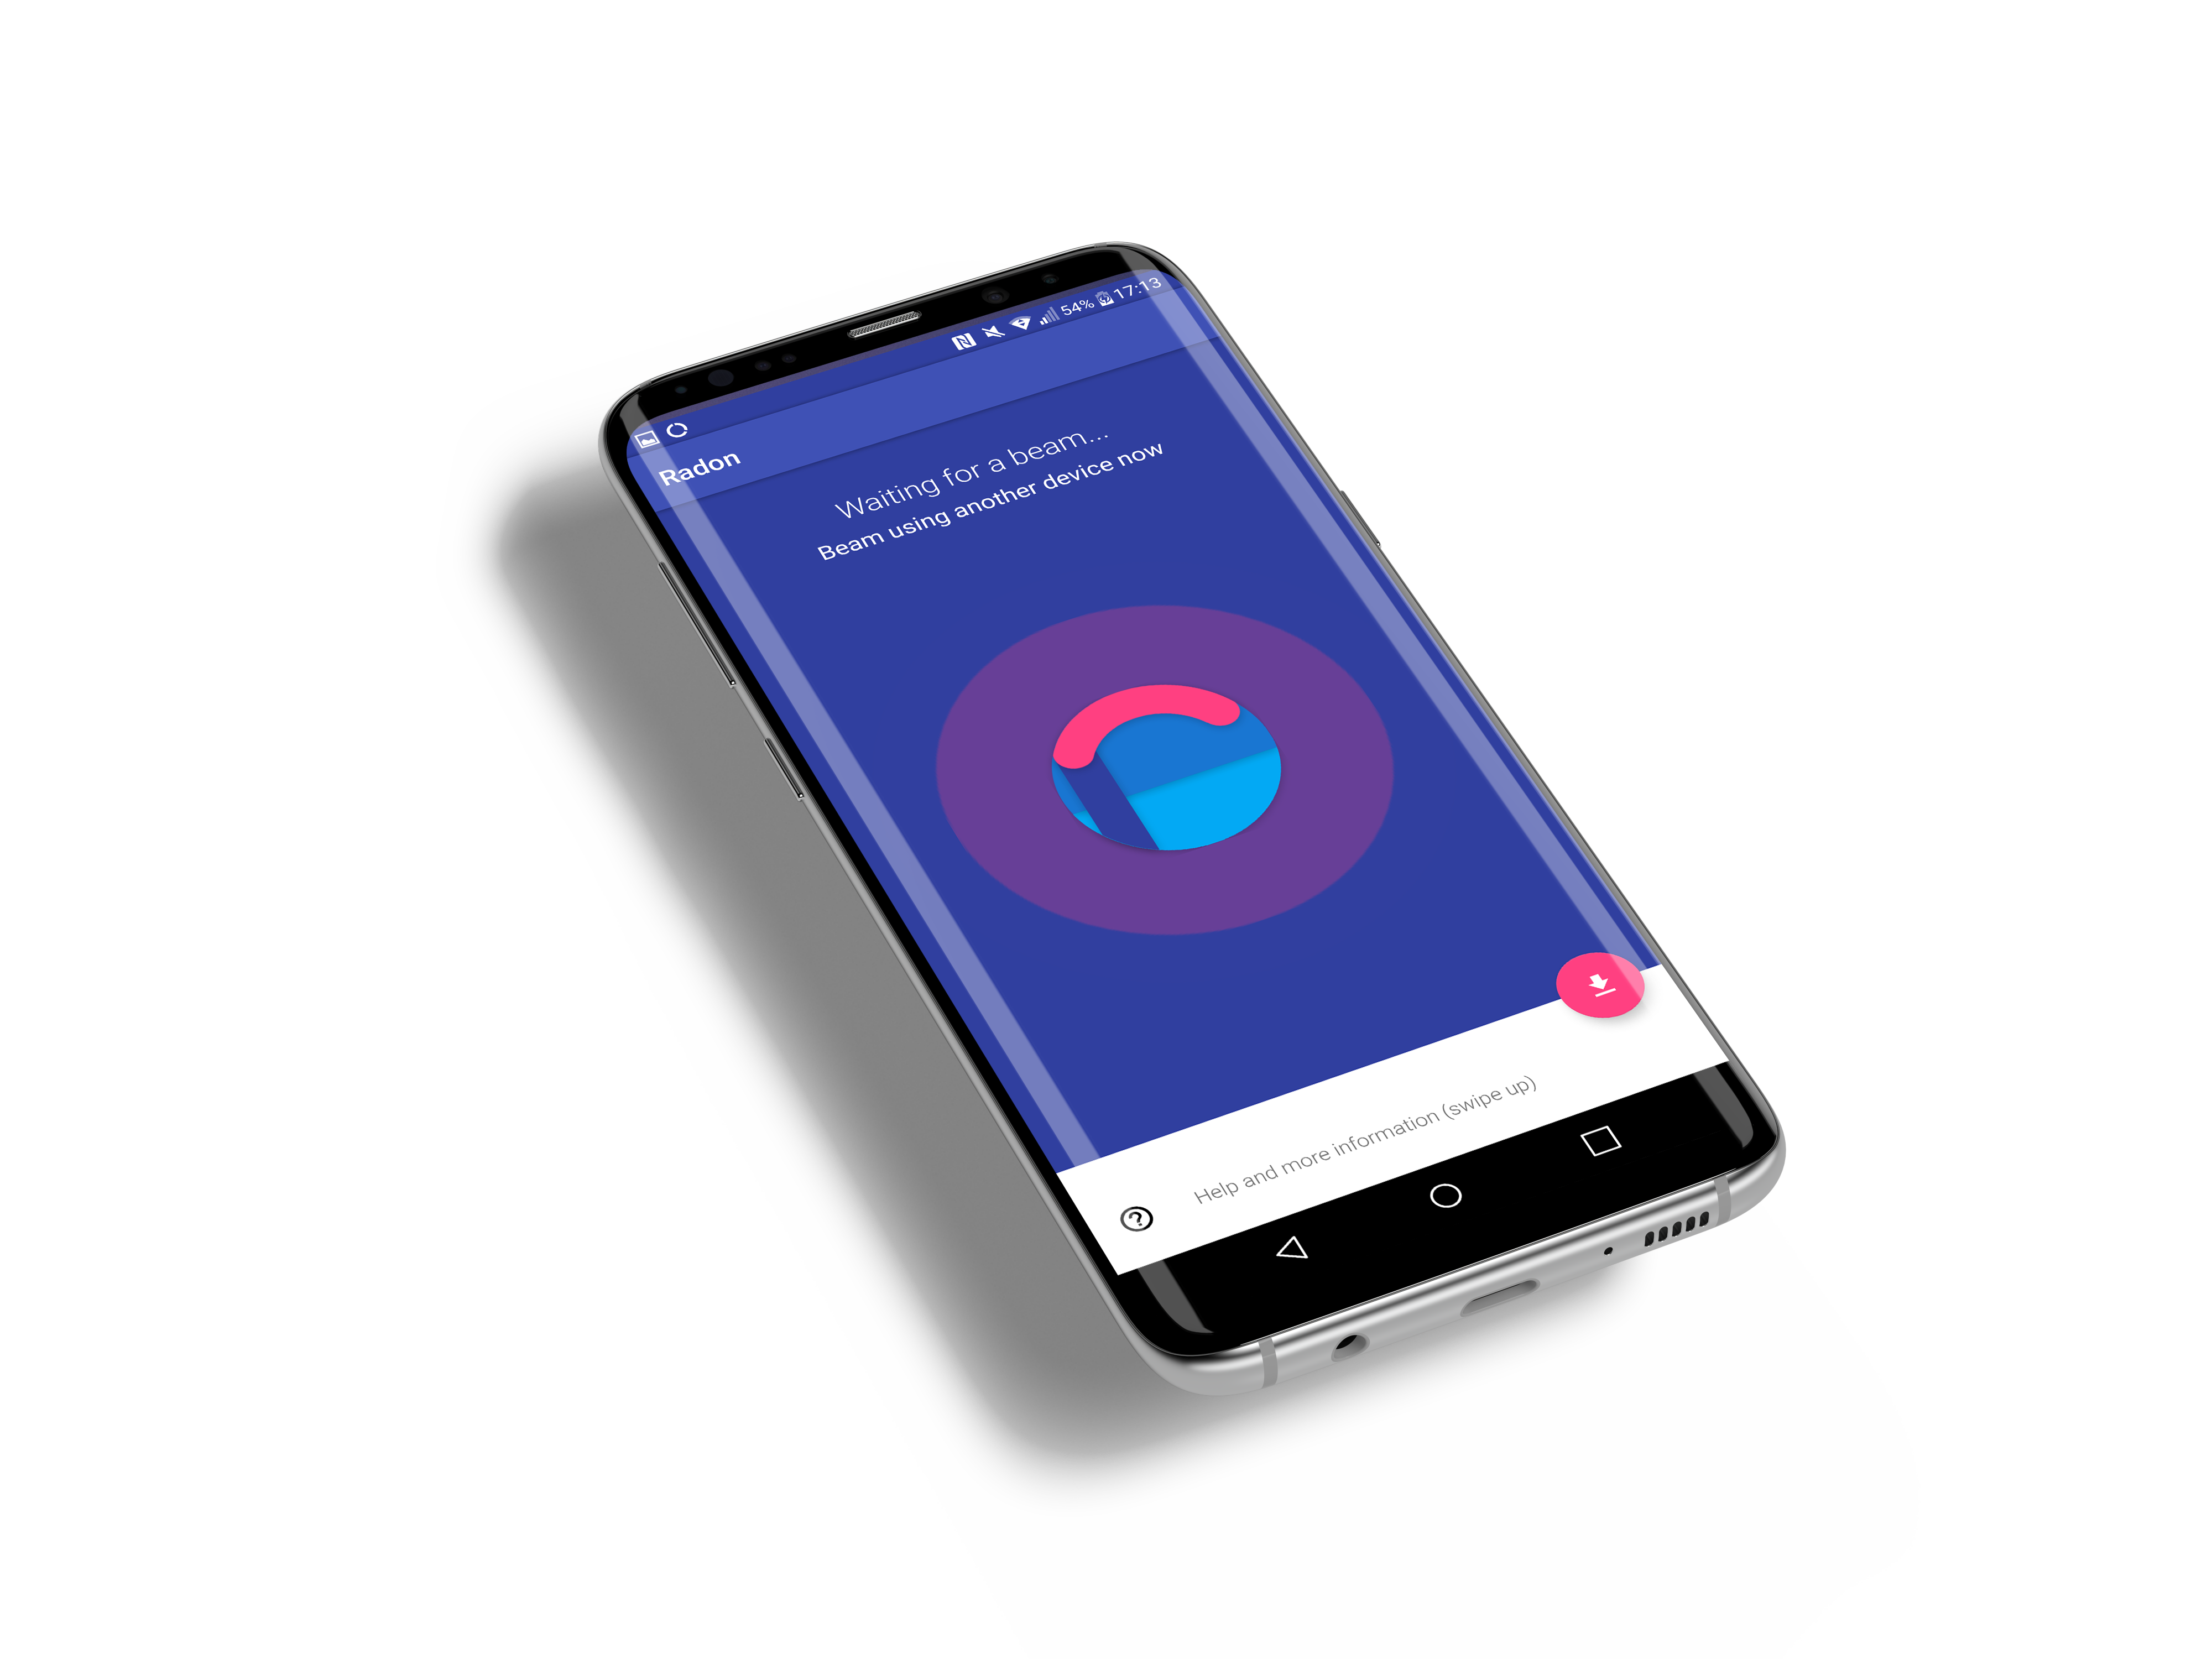 54% 17:13
Radon
Waiting for a beam...
Beam using another device now
Help and more information (swipe up)